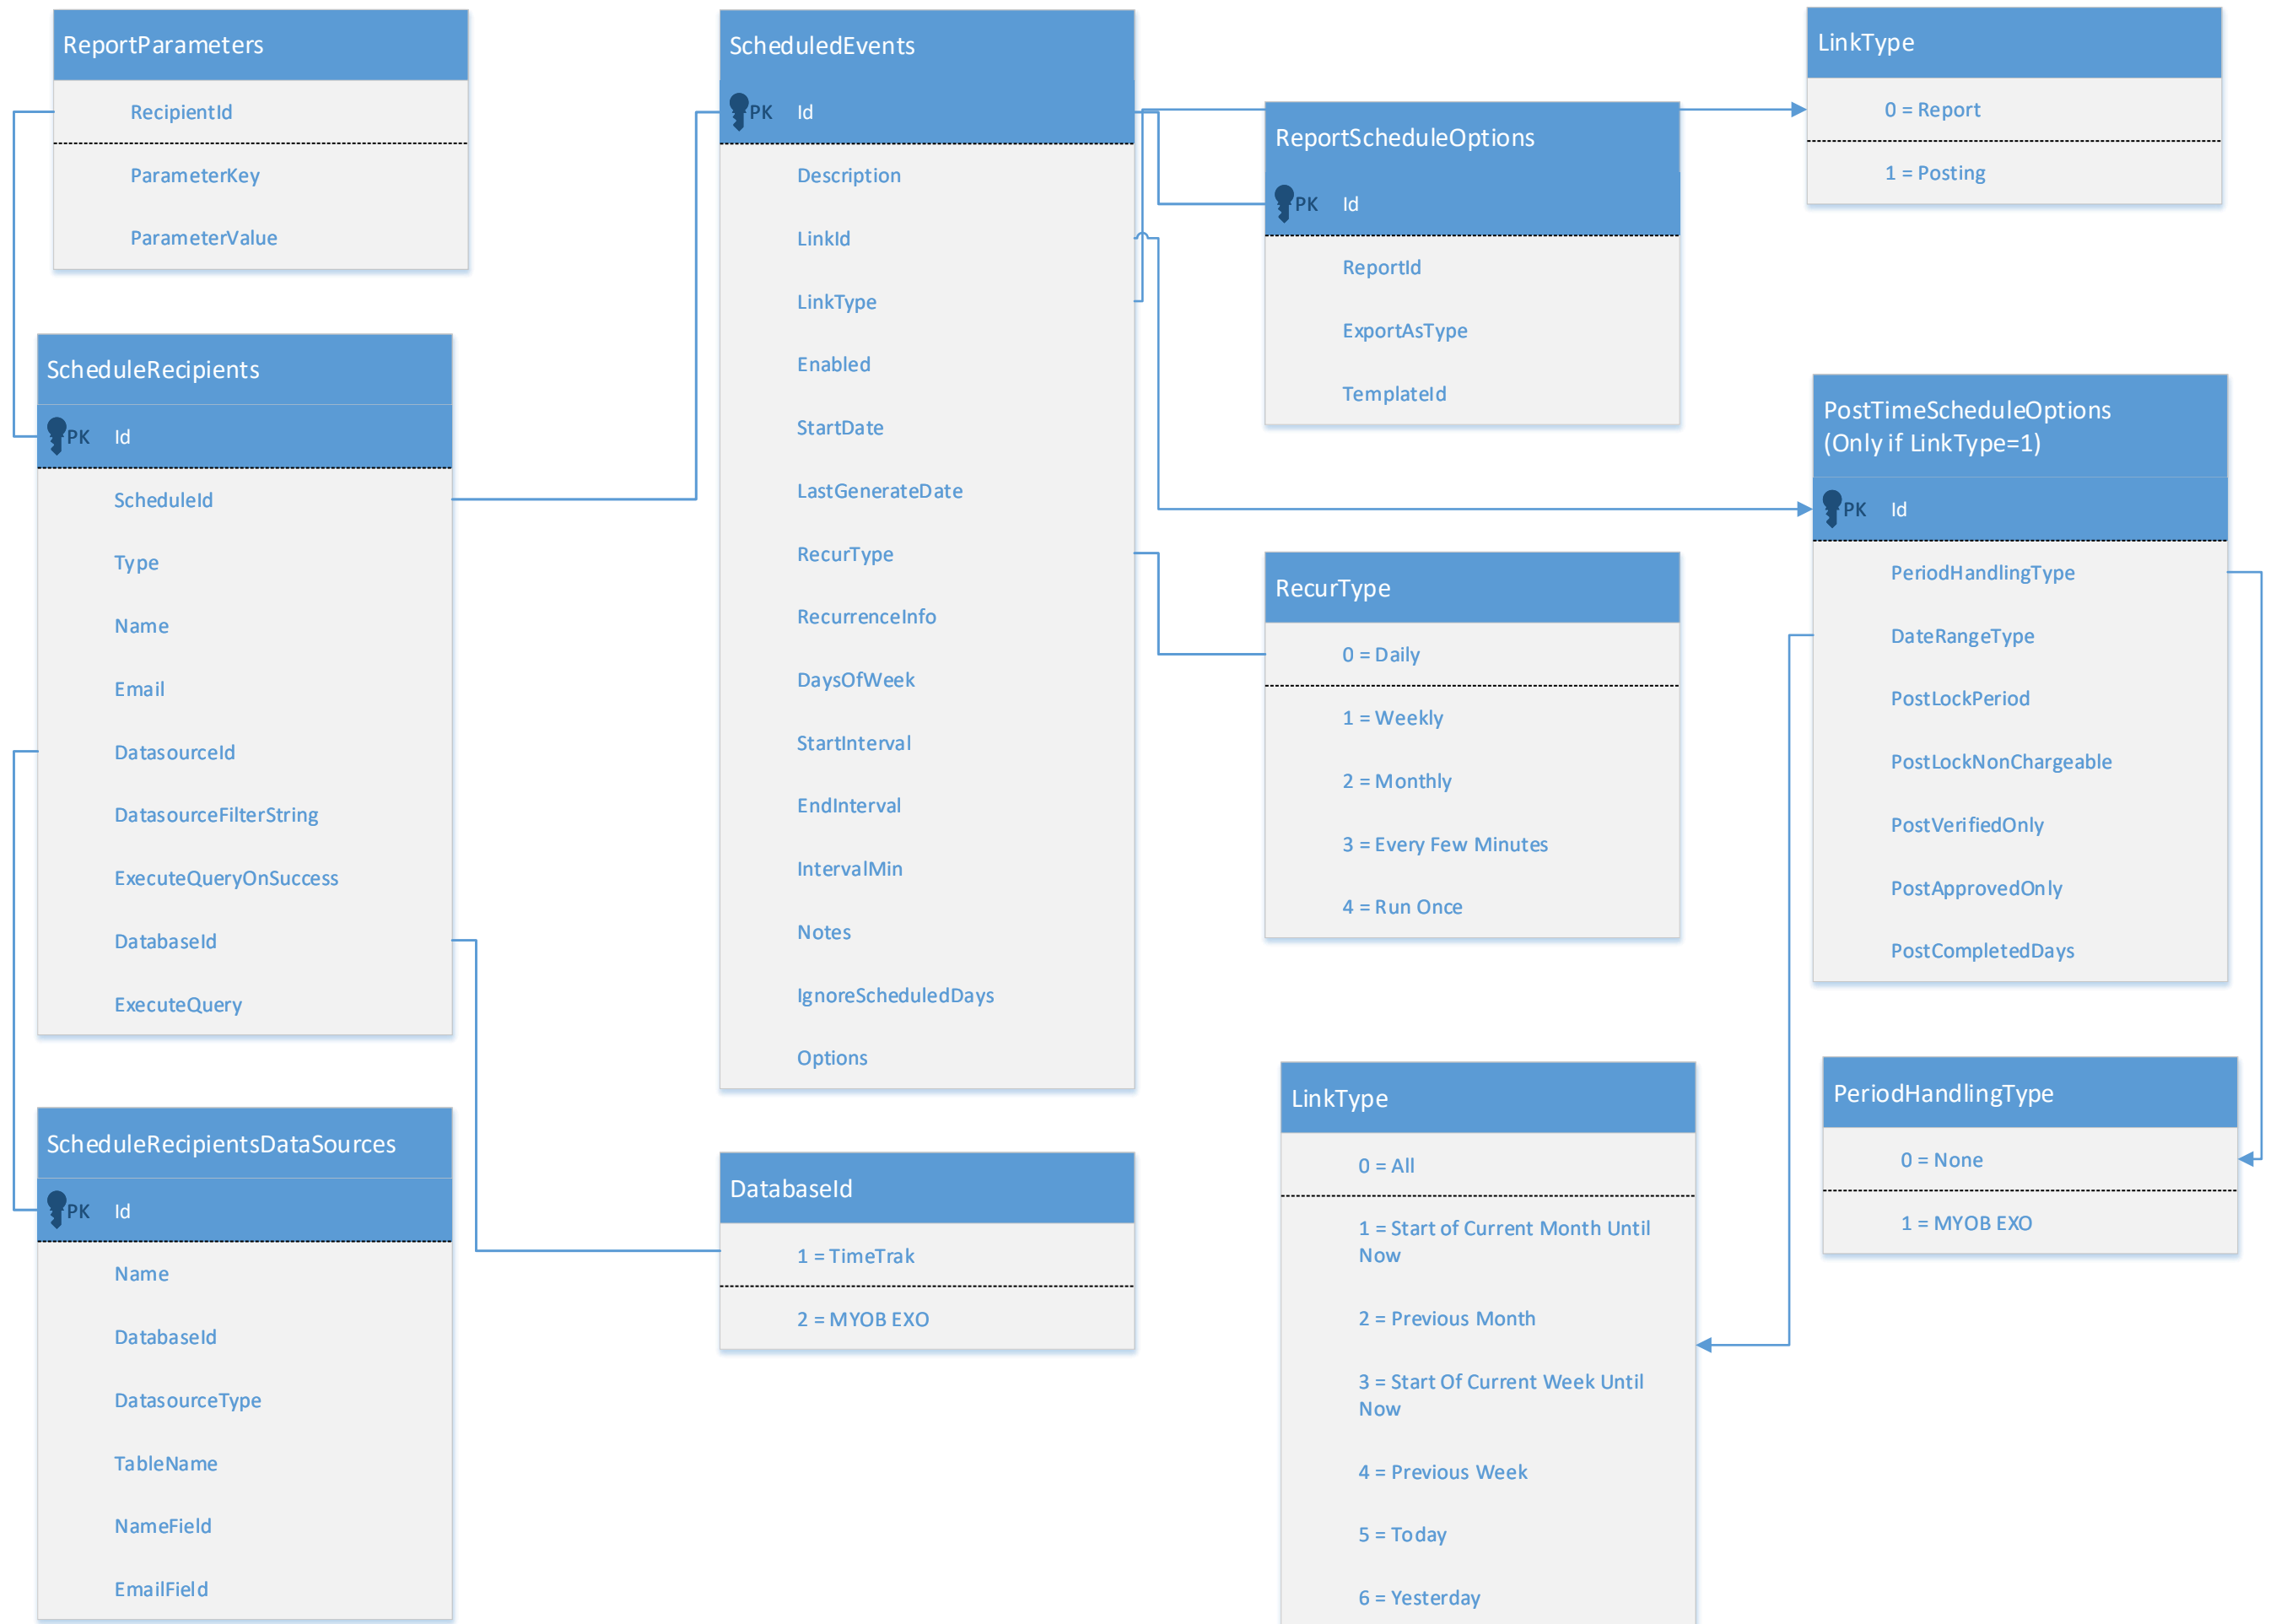 ReportParameters
RecipientId
ParameterKey
ParameterValue
ScheduleRecipients
PK Id
ScheduleId
Type
Name
Email
DatasourceId
DatasourceFilterString
ExecuteQueryOnSuccess
DatabaseId
ExecuteQuery
ScheduleRecipientsDataSources
PK Id
Name
DatabaseId
DatasourceType
TableName
NameField
EmailField
ScheduledEvents
PK Id
Description
LinkId
LinkType
Enabled
StartDate
LastGenerateDate
RecurType
RecurrenceInfo
DaysOfWeek
StartInterval
EndInterval
IntervalMin
Notes
IgnoreScheduledDays
Options
DatabaseId
1 = TimeTrak
2 = MYOB EXO
ReportScheduleOptions
PK Id
ReportId
ExportAsType
TemplateId
RecurType
0 = Daily
1 = Weekly
2 = Monthly
3 = Every Few Minutes
4 = Run Once
LinkType
0 = All
1 = Start of Current Month Until
Now
2 = Previous Month
3 = Start Of Current Week Until
Now
4 = Previous Week
5 = Today
6 = Yesterday
LinkType
0 = Report
1 = Posting
PostTimeScheduleOptions
(Only if LinkType=1)
PK Id
PeriodHandlingType
DateRangeType
PostLockPeriod
PostLockNonChargeable
PostVerifiedOnly
PostApprovedOnly
PostCompletedDays
PeriodHandlingType
0 = None
1 = MYOB EXO